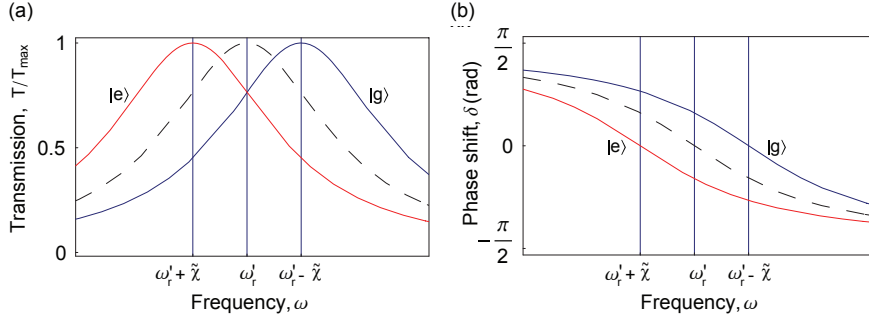 (a)
Transmission, T/T_max
1
0.5
0
|e⟩
|g⟩
ω'_r + χ̃
ω'_r
ω'_r - χ̃
Frequency, ω
(b)
Phase shift, δ (rad)
π/2
0
-π/2
|e⟩
|g⟩
ω'_r + χ̃
ω'_r
ω'_r - χ̃
Frequency, ω